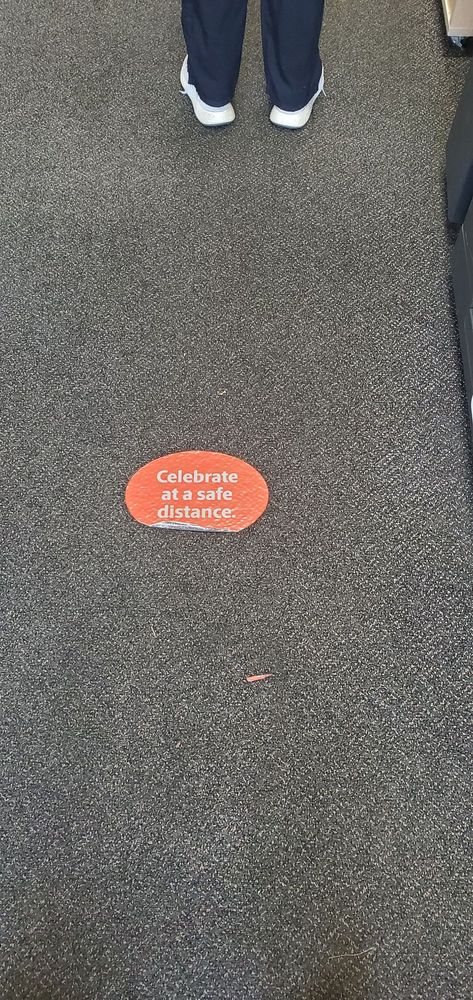 Celebrate
at a safe
distance.